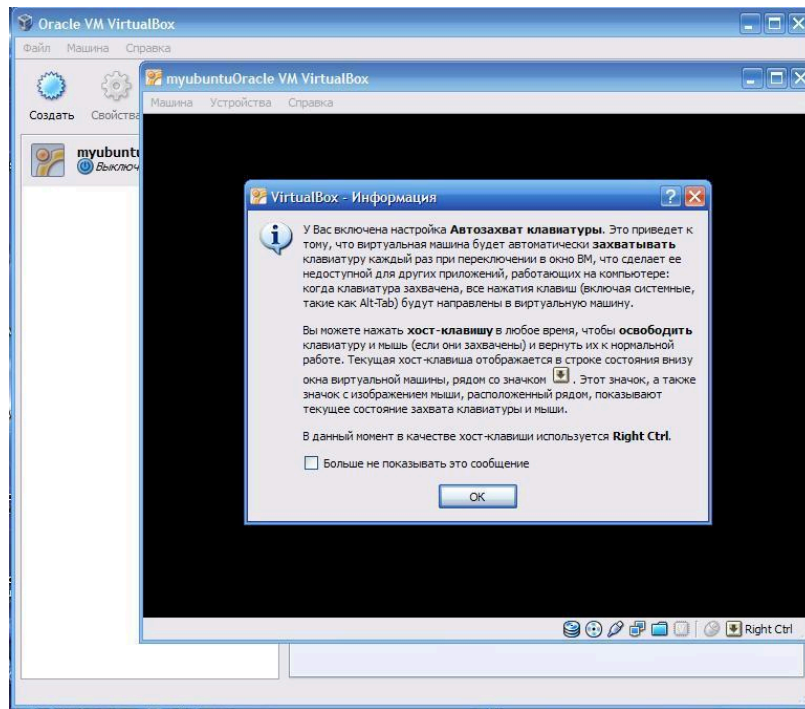 Oracle VM VirtualBox
Файл Машина Справка
Создать
Свойства
myubuntu
Выключ
myubuntuOracle VM VirtualBox
Машина Устройства Справка
VirtualBox - Информация
У Вас включена настройка Автозахват клавиатуры. Это приведет к
тому, что виртуальная машина будет автоматически захватывать
клавиатуру каждый раз при переключении в окно ВМ, что сделает ее
недоступной для других приложений, работающих на компьютере:
когда клавиатура захвачена, все нажатия клавиш (включая системные,
такие как Alt-Tab) будут направлены в виртуальную машину.
Вы можете нажать хост-клавишу в любое время, чтобы освободить
клавиатуру и мышь (если они захвачены) и вернуть их к нормальной
работе. Текущая хост-клавиша отображается в строке состояния внизу
окна виртуальной машины, рядом со значком . Этот значок, а также
значок с изображением мыши, расположенный рядом, показывают
текущее состояние захвата клавиатуры и мыши.
В данный момент в качестве хост-клавиши используется Right Ctrl.
Больше не показывать это сообщение
OK
Right Ctrl